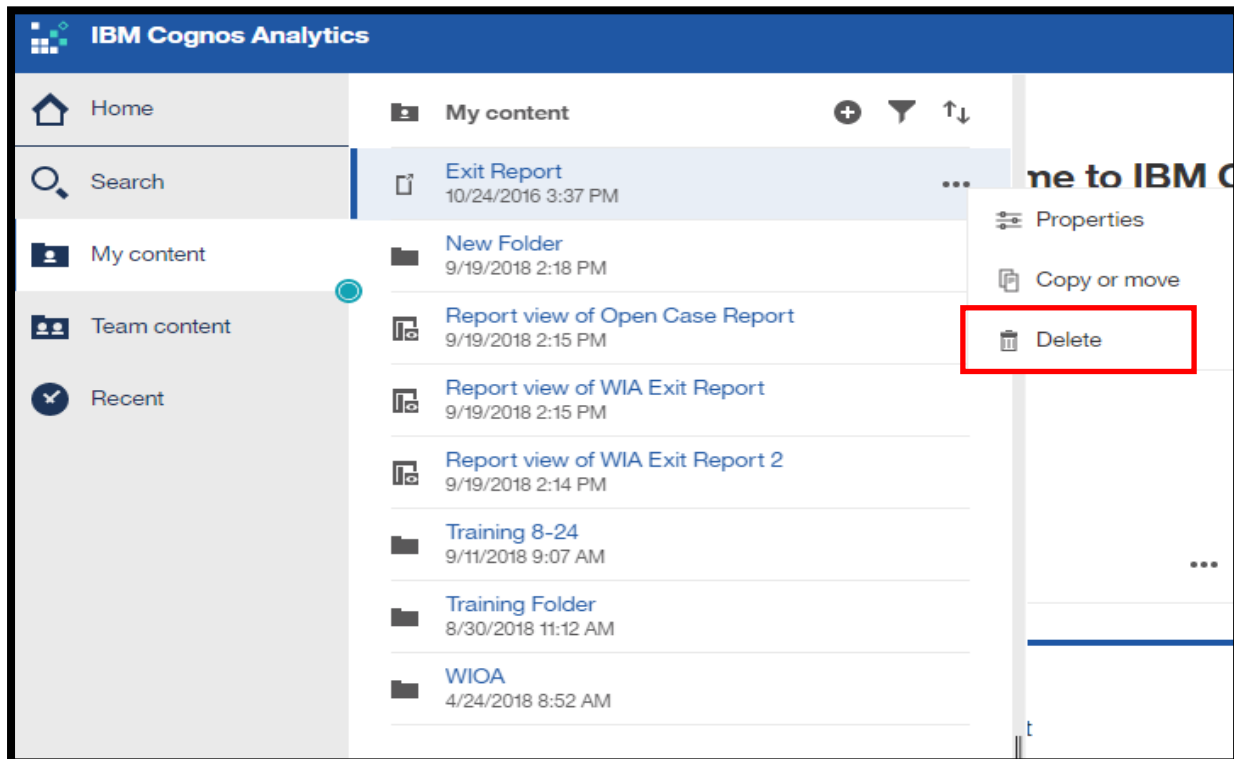 IBM Cognos Analytics
Home
My content
Search
Exit Report
10/24/2016 3:37 PM
me to IBM C
Properties
My content
New Folder
9/19/2018 2:18 PM
Copy or move
Team content
Report view of Open Case Report
9/19/2018 2:15 PM
Delete
Recent
Report view of WIA Exit Report
9/19/2018 2:15 PM
Report view of WIA Exit Report 2
9/19/2018 2:14 PM
Training 8-24
9/11/2018 9:07 AM
Training Folder
8/30/2018 11:12 AM
WIOA
4/24/2018 8:52 AM
t